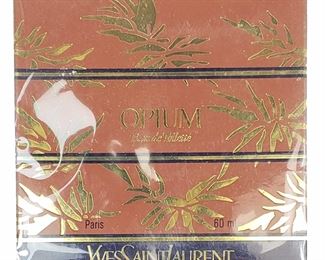 OPIUM
Eau de toilette
Paris 60 ml
YVES SAINT LAURENT